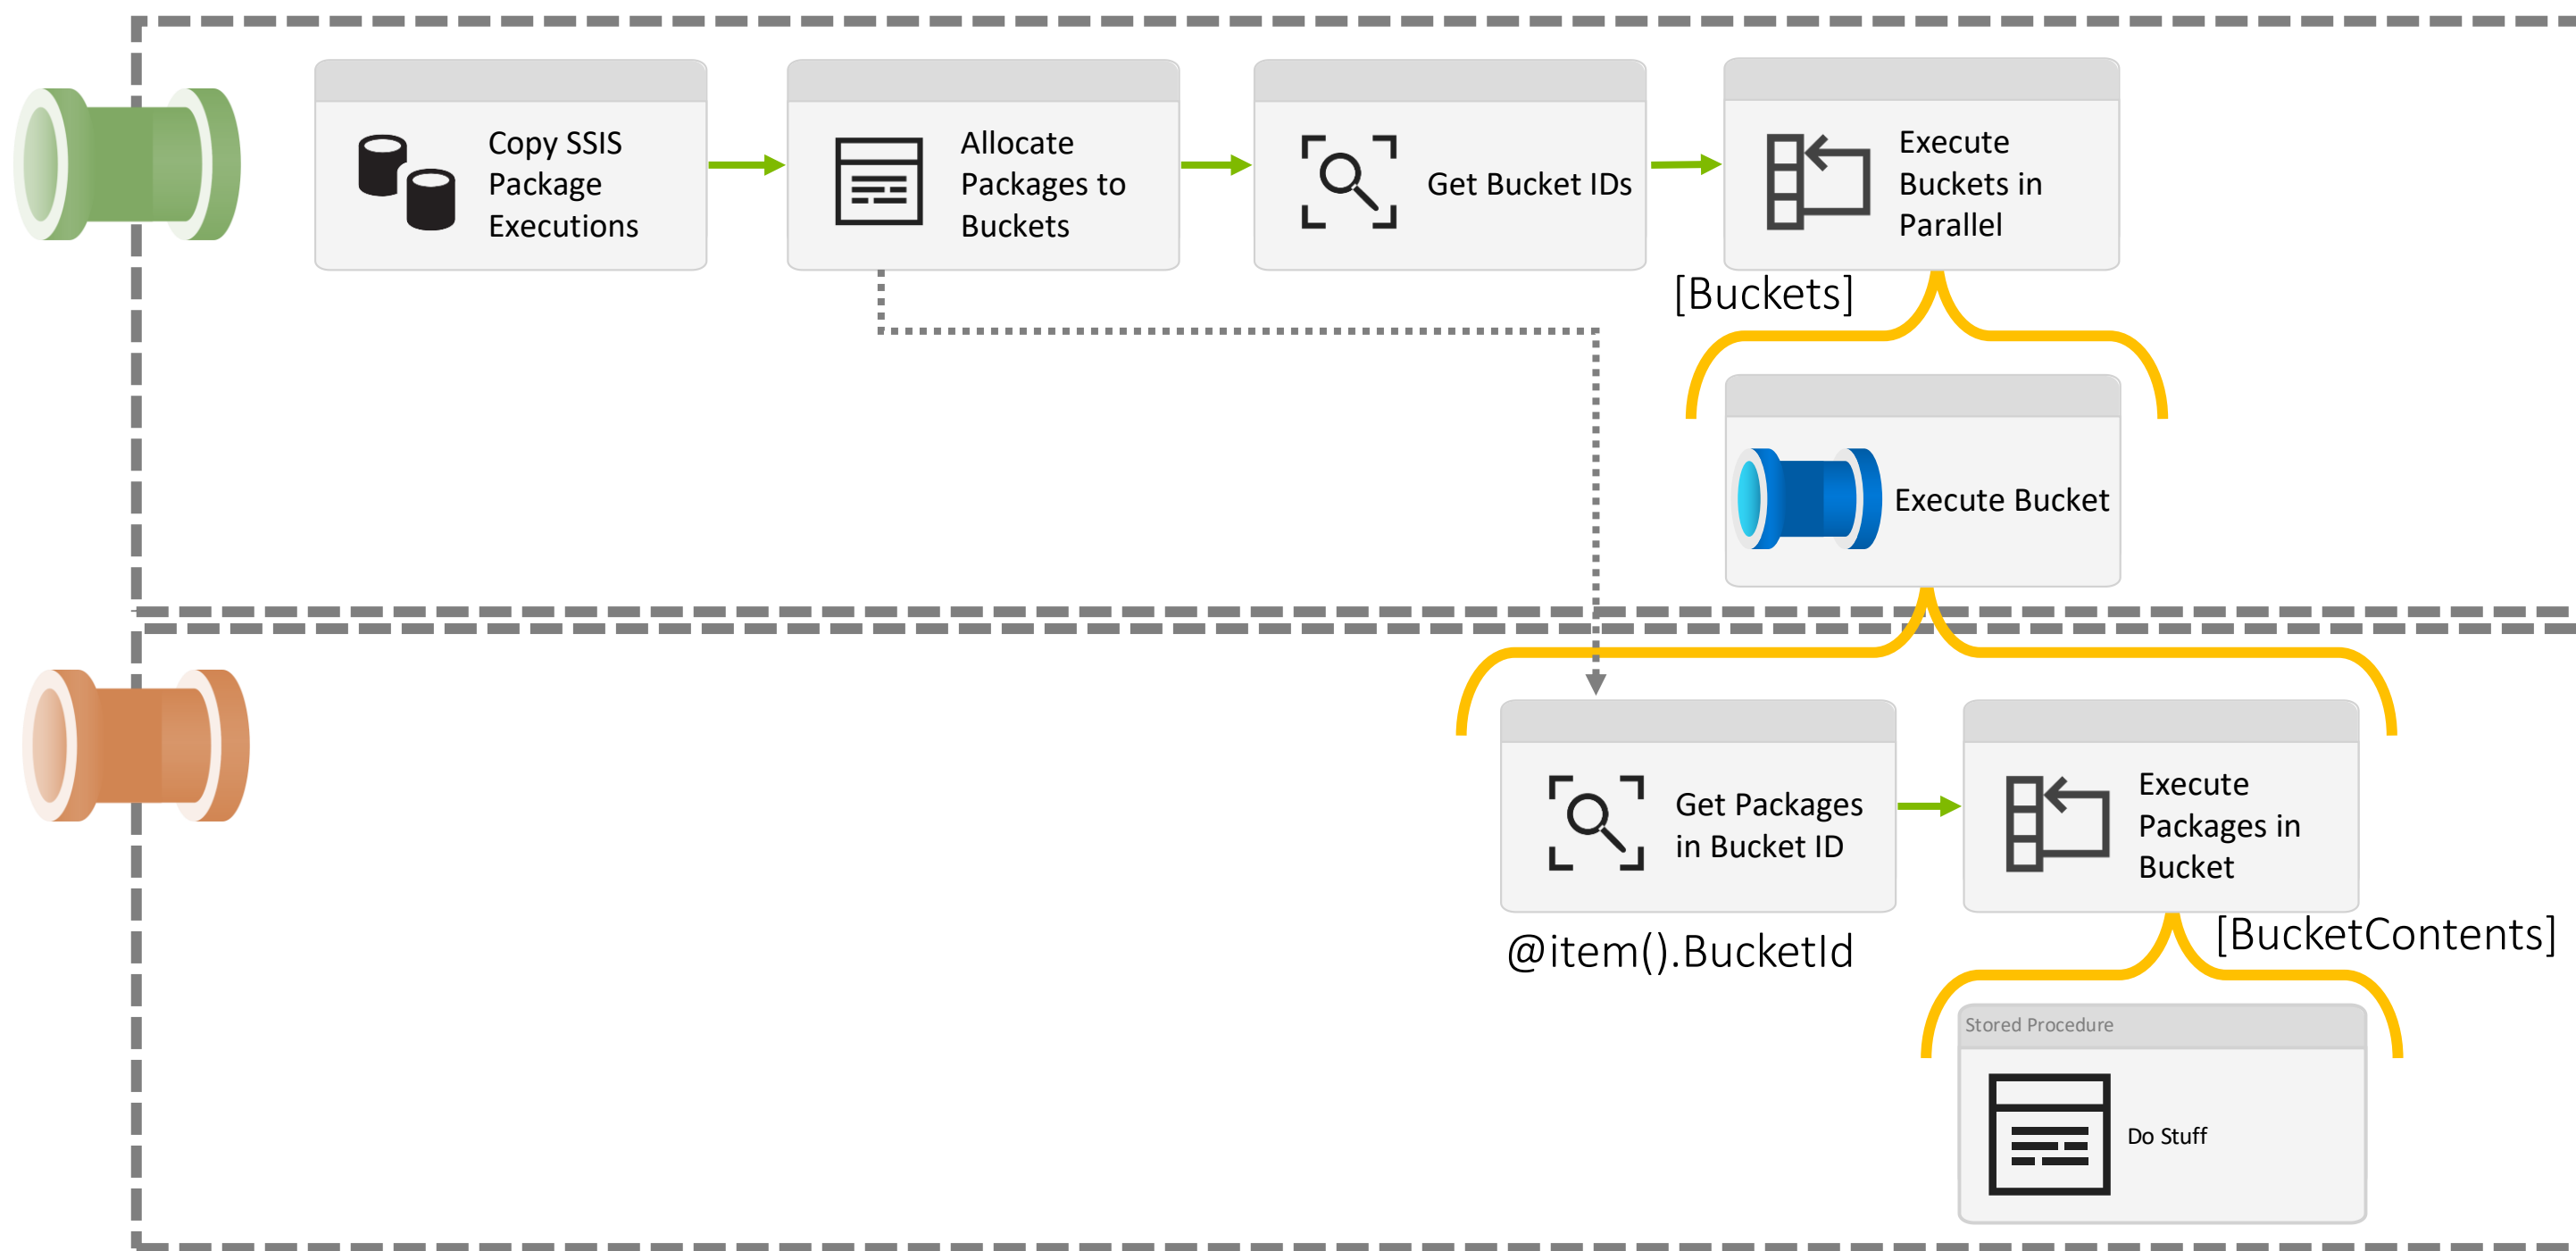 Copy SSIS
Package
Executions
Allocate
Packages to
Buckets
Get Bucket IDs
Execute
Buckets in
Parallel
[Buckets]
Execute Bucket
Get Packages
in Bucket ID
Execute
Packages in
Bucket
@item().BucketId
[BucketContents]
Stored Procedure
Do Stuff